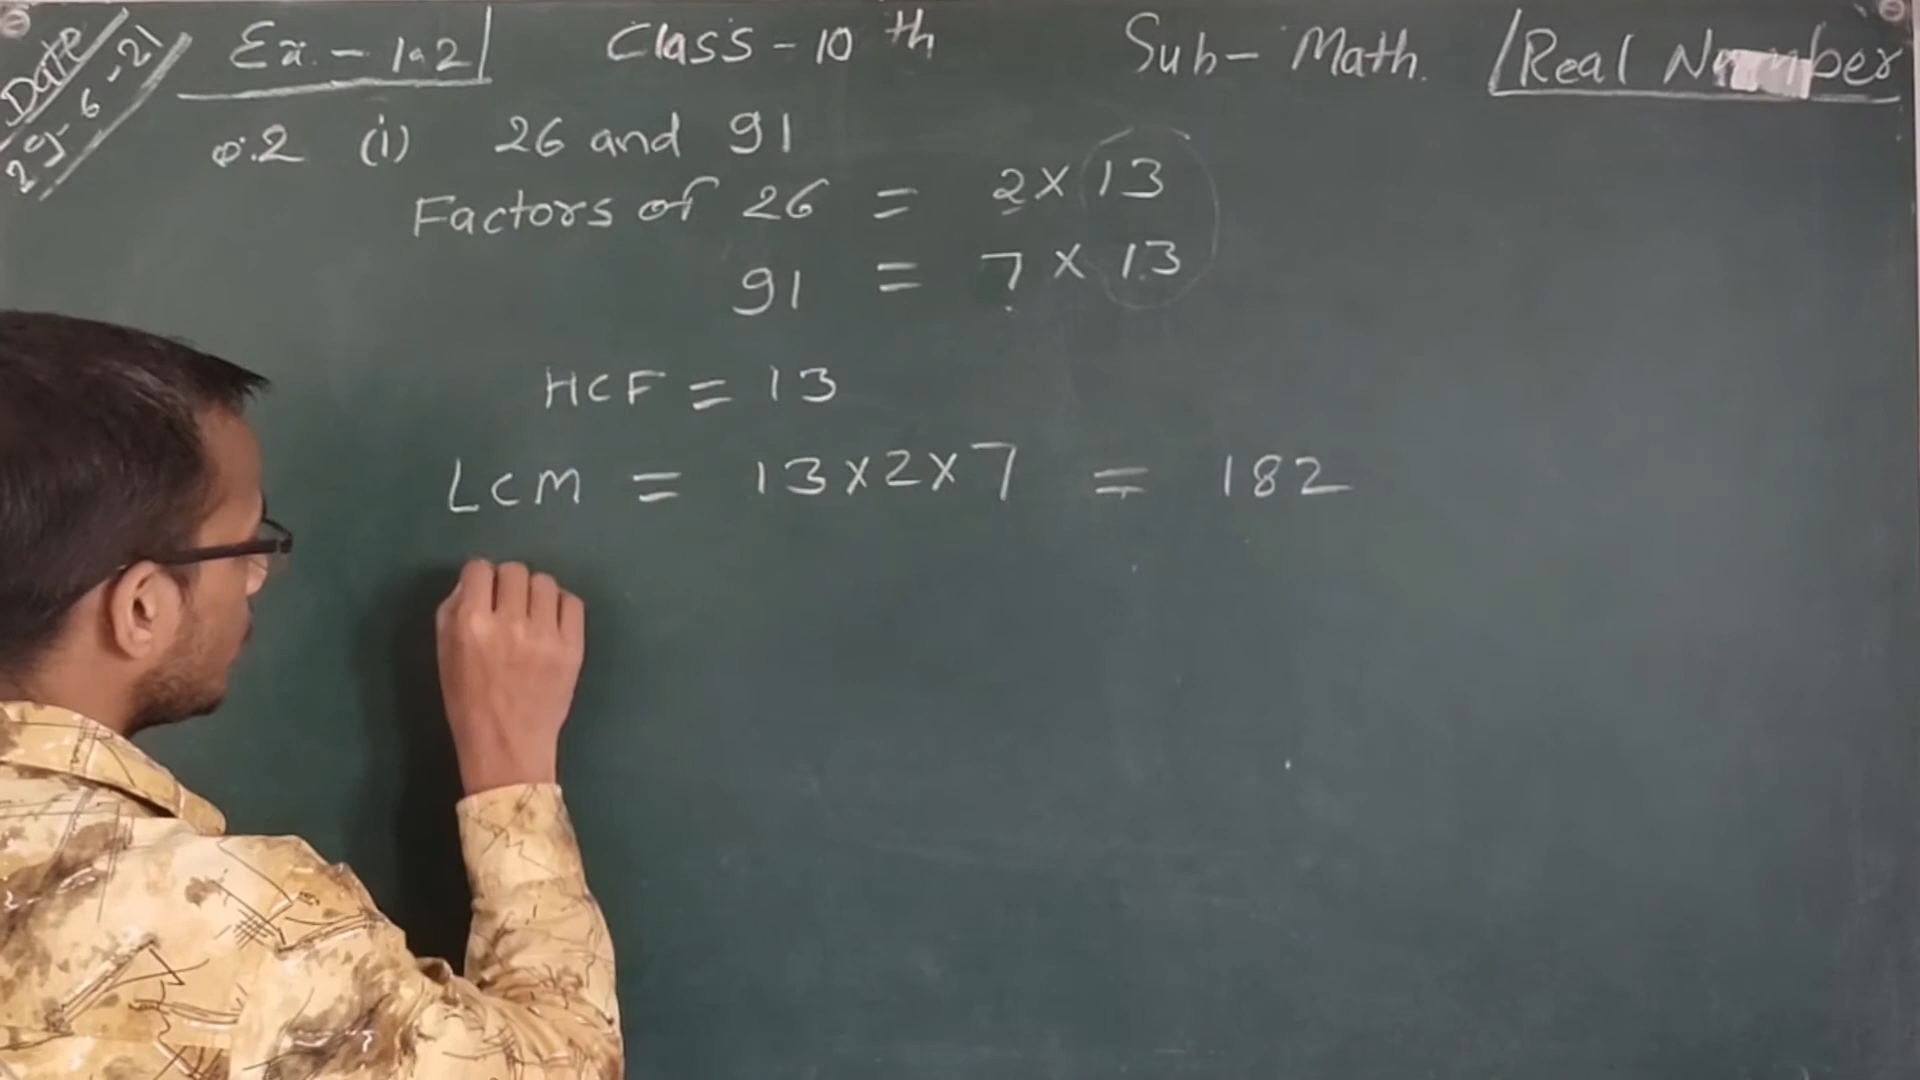 Date
29-6-21
Ex. - 1.2
Class - 10th
Sub - Math.
Real Number
Q.2 (i) 26 and 91
Factors of 26 = 2 × 13
91 = 7 × 13
HCF = 13
LCM = 13×2×7 = 182